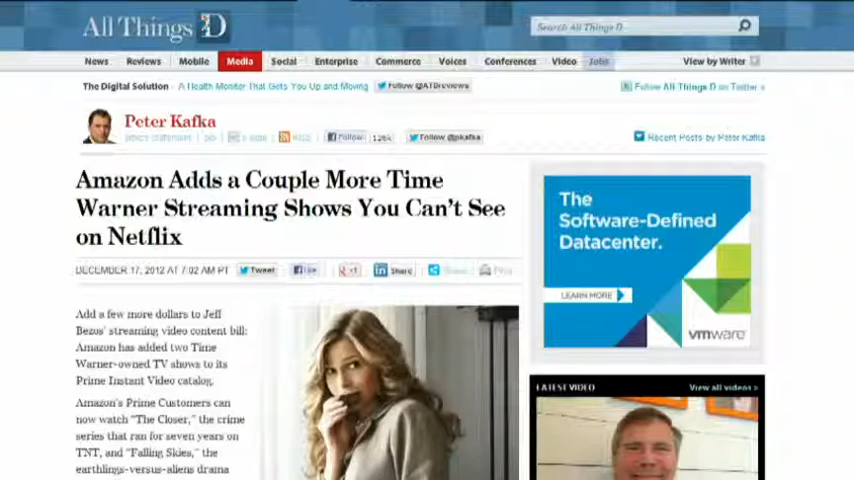 All Things D
Search All Things D
News Reviews Mobile Media Social Enterprise Commerce Voices Conferences Video Jobs View by Writer
The Digital Solution A Health Monitor That Gets You Up and Moving Follow @ATDreviews Follow All Things D on Twitter »
Peter Kafka
Follow 126k Follow @pkafka Recent Posts by Peter Kafka
Amazon Adds a Couple More Time
Warner Streaming Shows You Can't See
on Netflix
DECEMBER 17, 2012 AT 7:02 AM PT Tweet Like +1 Share Print
Add a few more dollars to Jeff
Bezos' streaming video content bill:
Amazon has added two Time
Warner-owned TV shows to its
Prime Instant Video catalog.
Amazon's Prime Customers can
now watch "The Closer," the crime
series that ran for seven years on
TNT, and "Falling Skies," the
earthlings-versus-aliens drama
The
Software-Defined
Datacenter.
LEARN MORE
vmware
LATEST VIDEO View all videos »